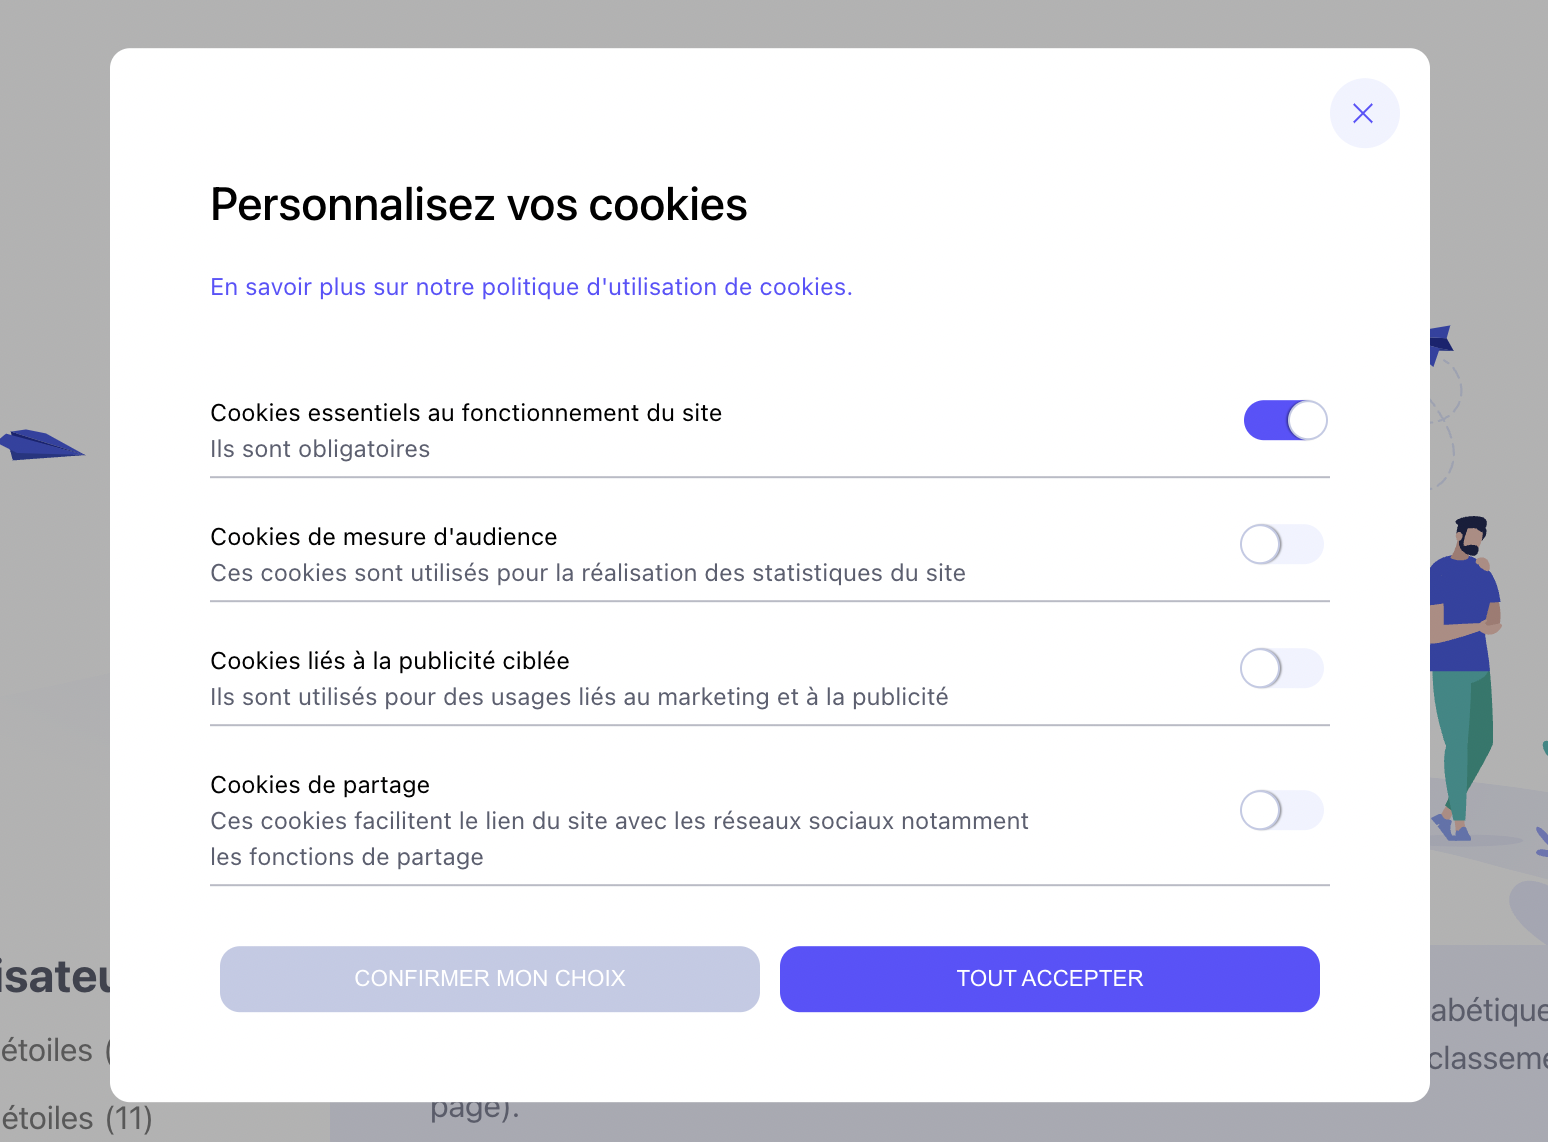 Personnalisez vos cookies
En savoir plus sur notre politique d'utilisation de cookies.
Cookies essentiels au fonctionnement du site
Ils sont obligatoires
Cookies de mesure d'audience
Ces cookies sont utilisés pour la réalisation des statistiques du site
Cookies liés à la publicité ciblée
Ils sont utilisés pour des usages liés au marketing et à la publicité
Cookies de partage
Ces cookies facilitent le lien du site avec les réseaux sociaux notamment
les fonctions de partage
CONFIRMER MON CHOIX
TOUT ACCEPTER
étoiles (
étoiles (11)
page).